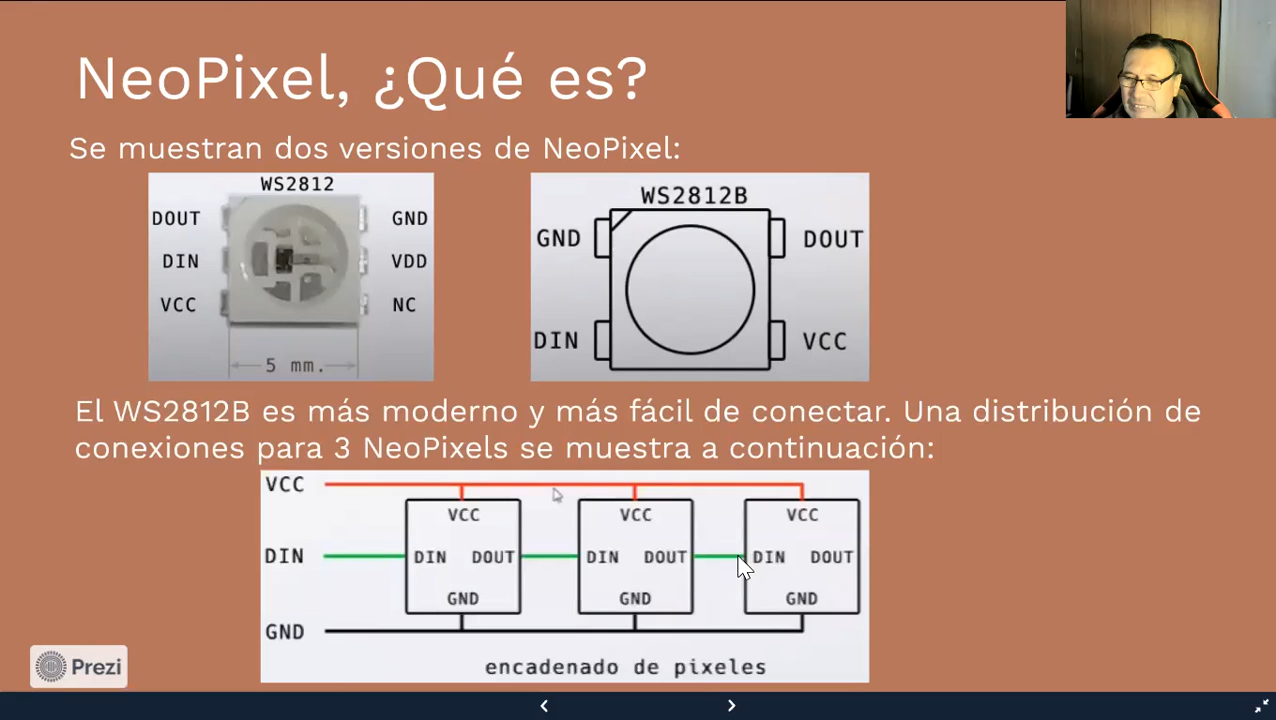 NeoPixel, ¿Qué es?
Se muestran dos versiones de NeoPixel:
WS2812
DOUT GND
DIN VDD
VCC NC
5 mm.
WS2812B
GND DOUT
DIN VCC
El WS2812B es más moderno y más fácil de conectar. Una distribución de
conexiones para 3 NeoPixels se muestra a continuación:
VCC
VCC VCC VCC
DIN DIN DOUT DIN DOUT DIN DOUT
GND GND GND
GND
encadenado de pixeles
Prezi